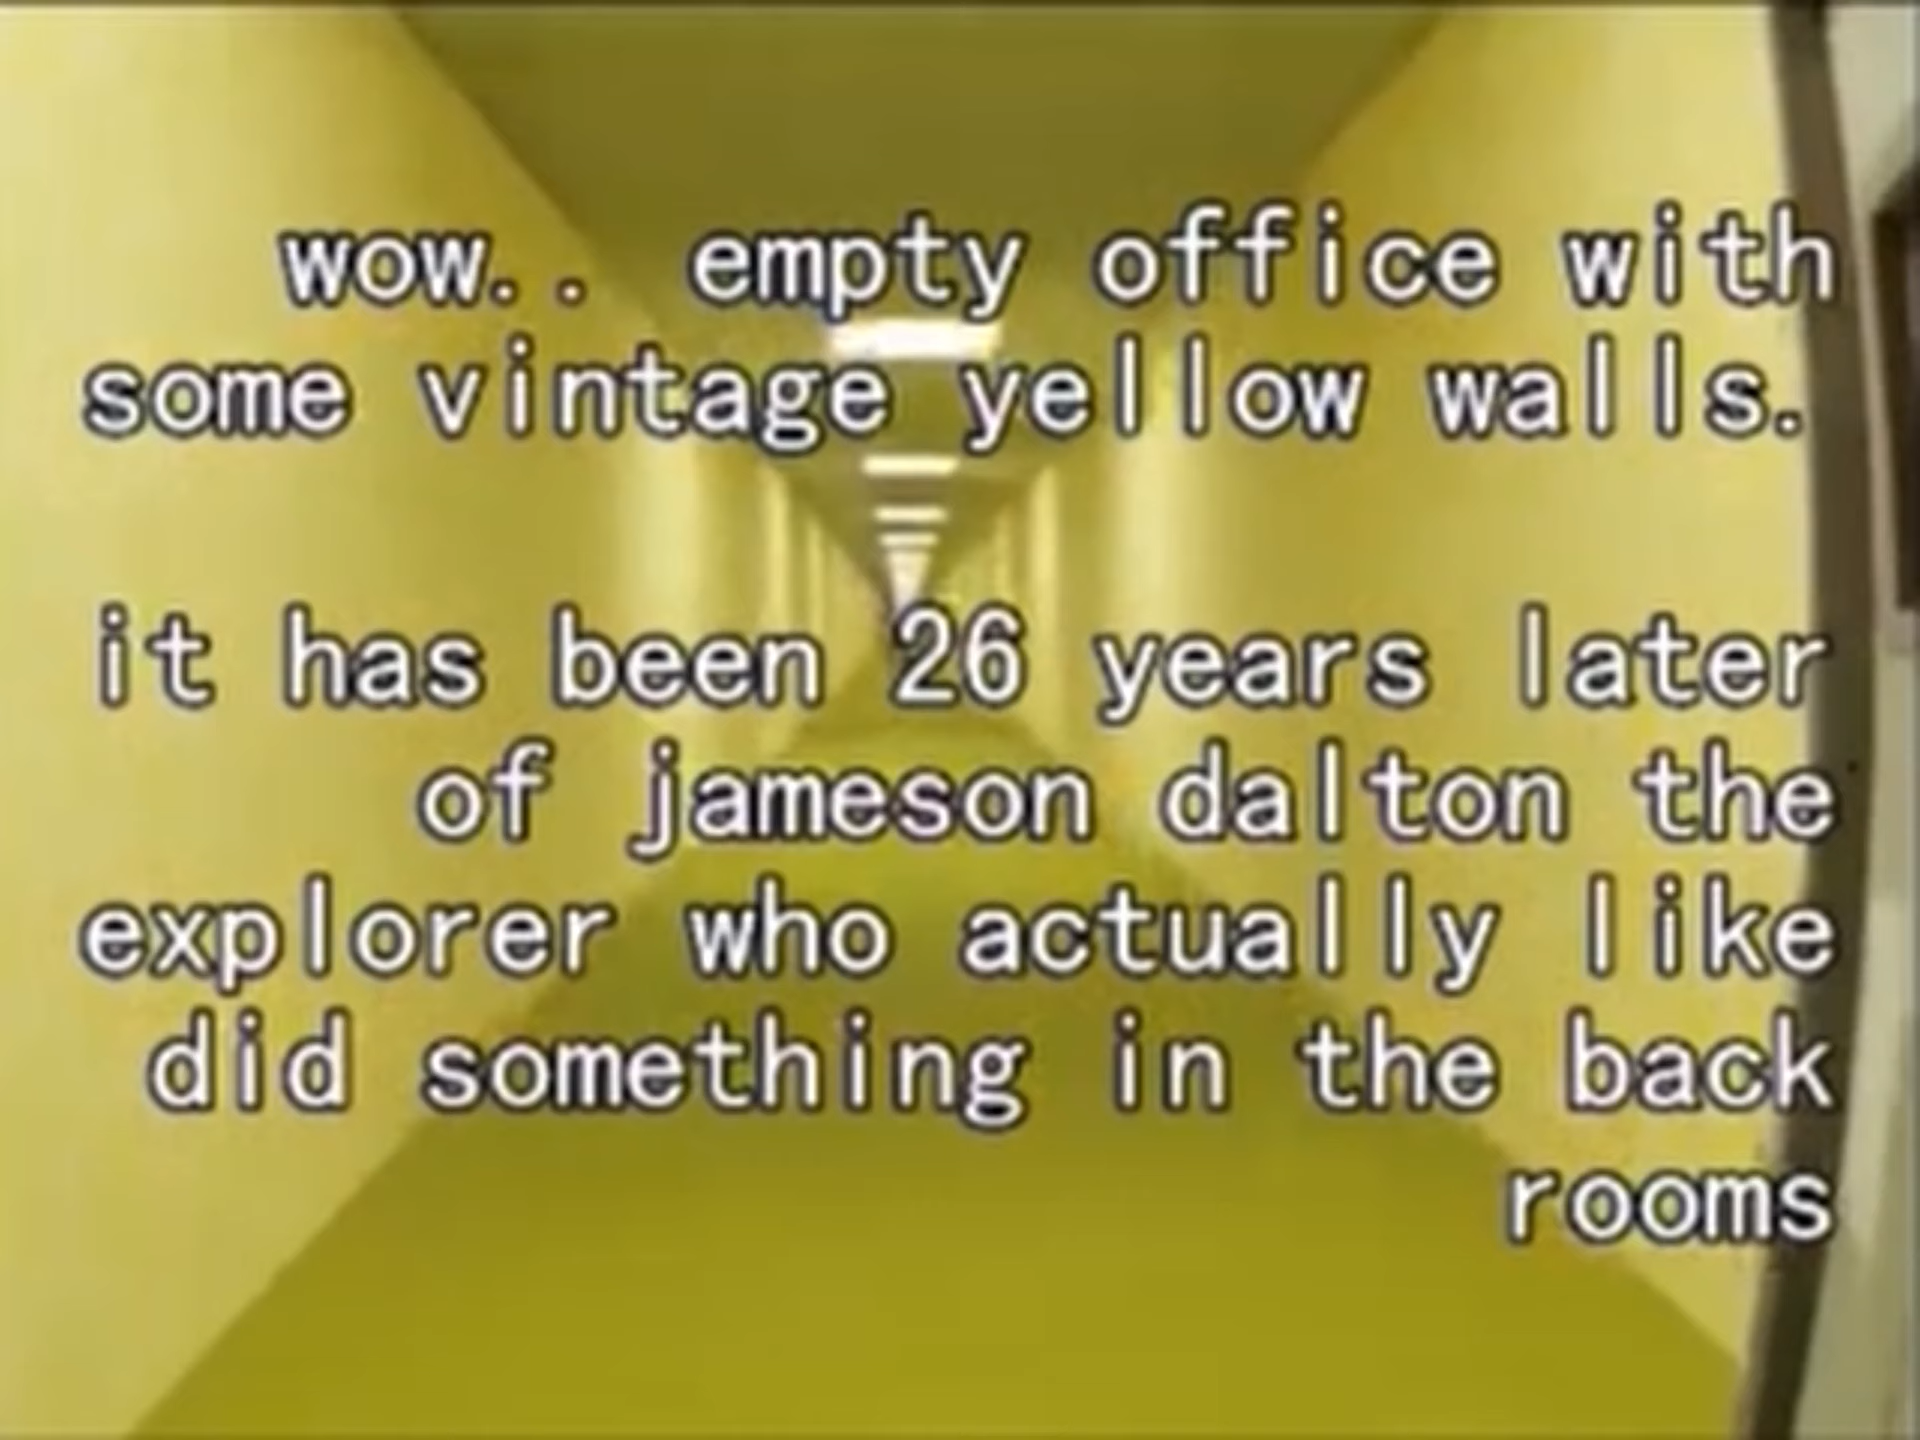 wow.. empty office with
some vintage yellow walls.
it has been 26 years later
of jameson dalton the
explorer who actually like
did something in the back
rooms